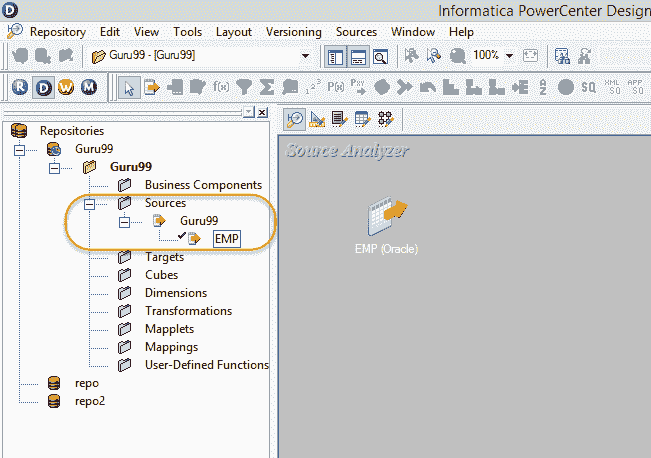 Informatica PowerCenter Design
Repository Edit View Tools Layout Versioning Sources Window Help
Guru99 - [Guru99] 100%
R D W M f(x) Σ 123 P(x) Psy A Z SQ XML SQ APP SQ
Repositories
Guru99
Guru99
Business Components
Sources
Guru99
EMP
Targets
Cubes
Dimensions
Transformations
Mapplets
Mappings
User-Defined Functions
repo
repo2
Source Analyzer
EMP (Oracle)